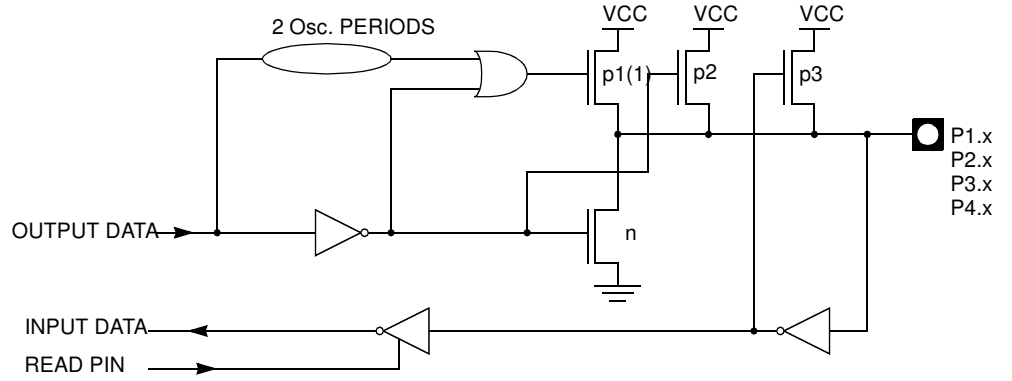 VCC VCC VCC
2 Osc. PERIODS
p1(1) p2 p3
P1.x
P2.x
P3.x
P4.x
OUTPUT DATA
n
INPUT DATA
READ PIN